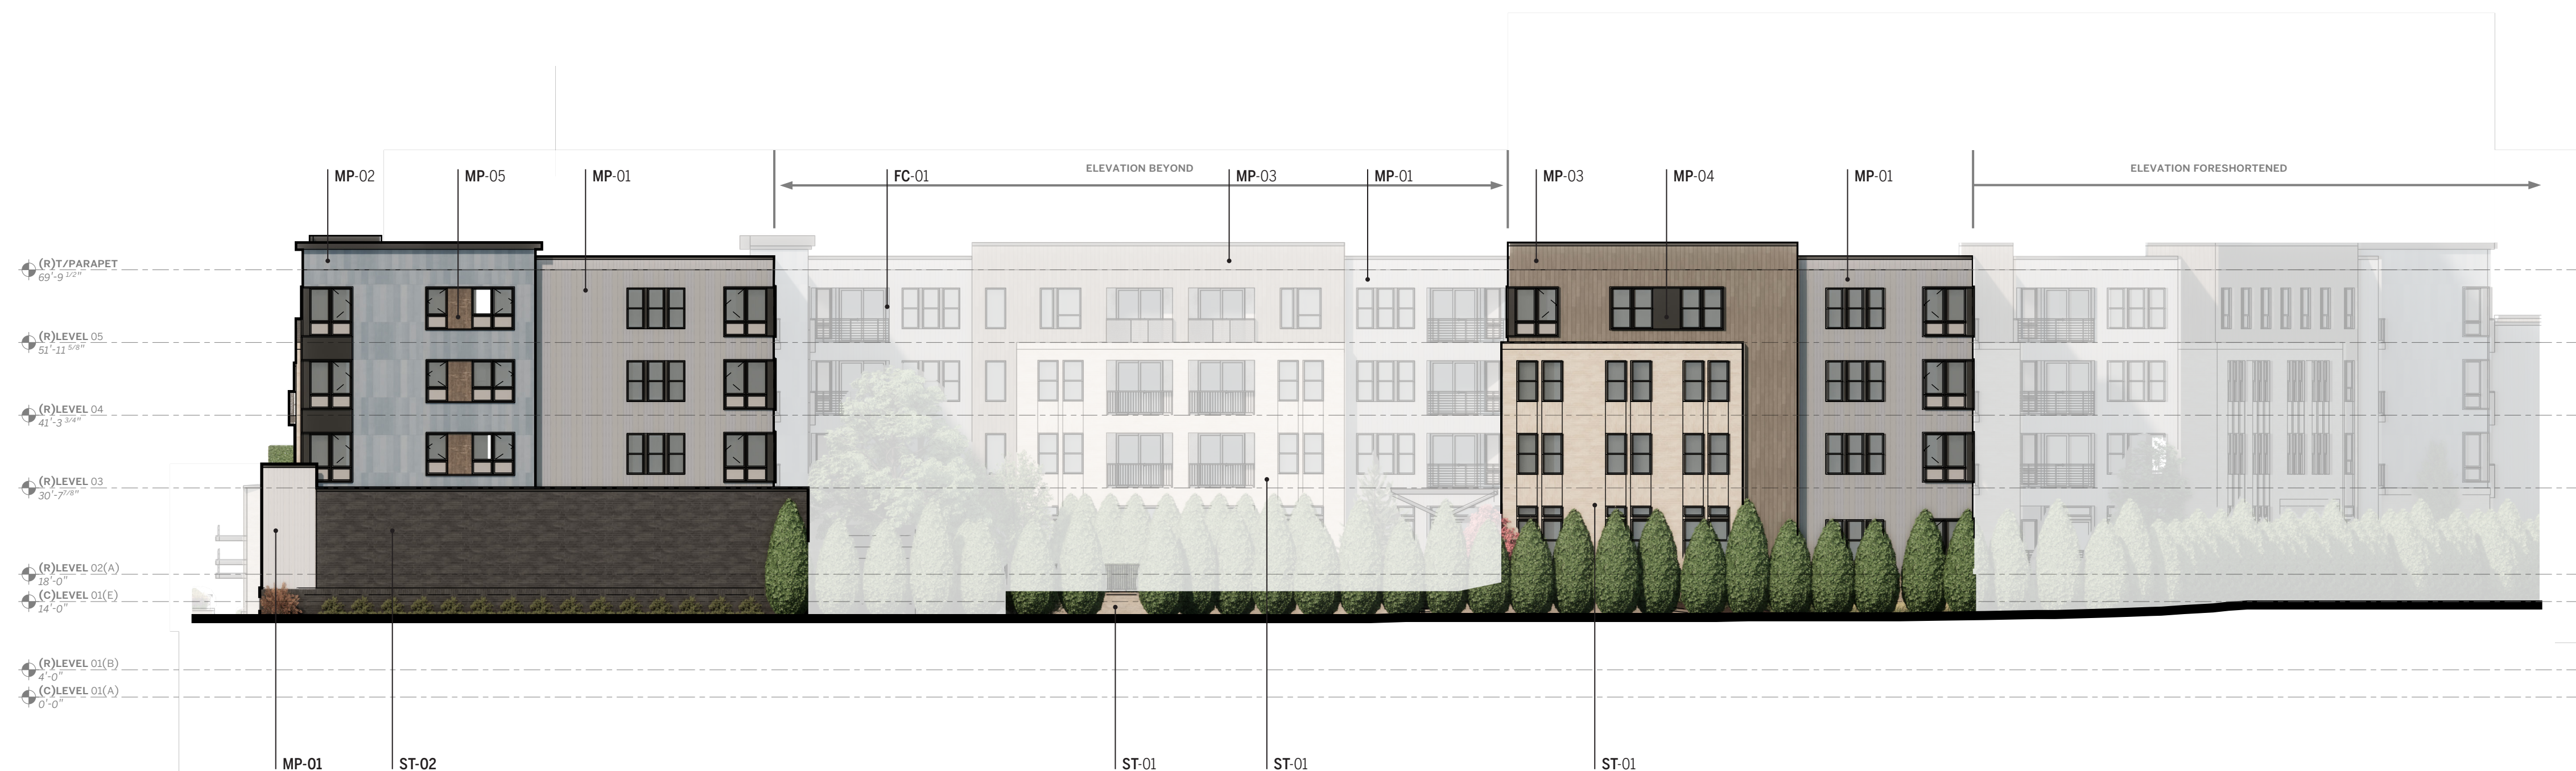 ELEVATION BEYOND
ELEVATION FORESHORTENED
MP-02
MP-05
MP-01
FC-01
MP-03
MP-01
MP-03
MP-04
MP-01
(R)T/PARAPET
69'-9 1/2"
(R)LEVEL 05
51'-11 5/8"
(R)LEVEL 04
41'-3 3/4"
(R)LEVEL 03
30'-7 7/8"
(R)LEVEL 02(A)
18'-0"
(C)LEVEL 01(E)
14'-0"
(R)LEVEL 01(B)
4'-0"
(C)LEVEL 01(A)
0'-0"
MP-01
ST-02
ST-01
ST-01
ST-01